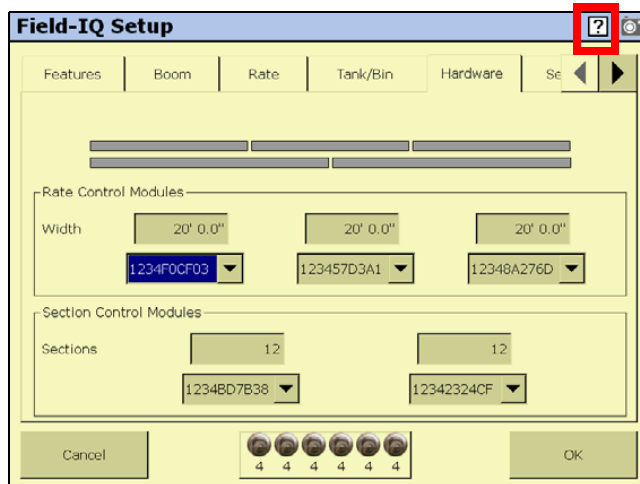 Field-IQ Setup ?
Features Boom Rate Tank/Bin Hardware Se
Rate Control Modules
Width 20' 0.0" 20' 0.0" 20' 0.0"
1234F0CF03 123457D3A1 12348A276D
Section Control Modules
Sections 12 12
1234BD7B38 12342324CF
Cancel 4 4 4 4 4 4 OK